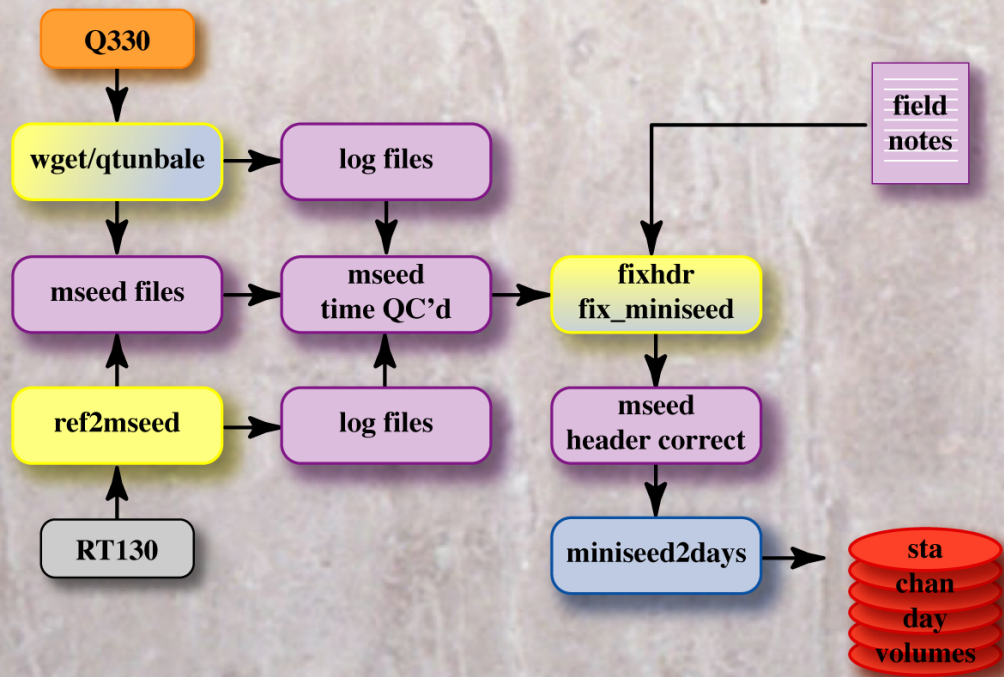 Q330
field
notes
wget/qtunbale
log files
mseed files
mseed
time QC'd
fixhdr
fix_miniseed
ref2mseed
log files
mseed
header correct
RT130
miniseed2days
sta
chan
day
volumes